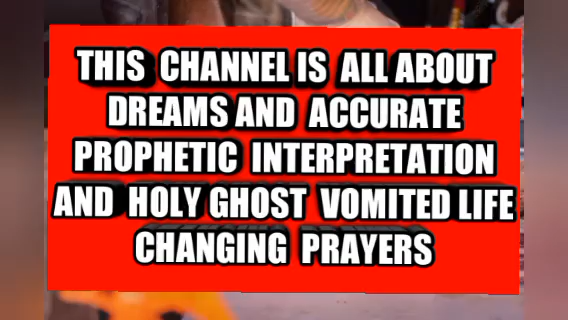 THIS CHANNEL IS ALL ABOUT
DREAMS AND ACCURATE
PROPHETIC INTERPRETATION
AND HOLY GHOST VOMITED LIFE
CHANGING PRAYERS